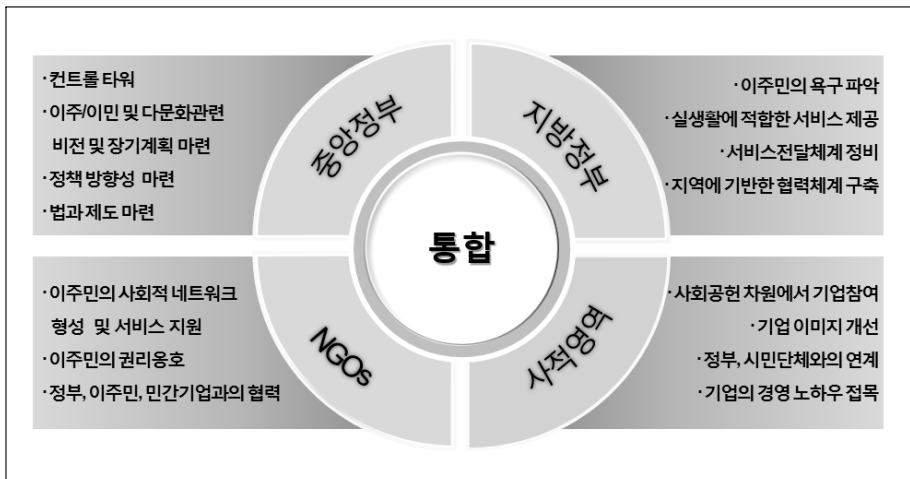 중앙정부
·컨트롤 타워
·이주/이민 및 다문화관련
비전 및 장기계획 마련
·정책 방향성 마련
·법과 제도 마련
지방정부
·이주민의 욕구 파악
·실생활에 적합한 서비스 제공
·서비스전달체계 정비
·지역에 기반한 협력체계 구축
통합
NGOs
·이주민의 사회적 네트워크
형성 및 서비스 지원
·이주민의 권리옹호
·정부, 이주민, 민간기업과의 협력
사적영역
·사회공헌 차원에서 기업참여
·기업 이미지 개선
·정부, 시민단체와의 연계
·기업의 경영 노하우 접목